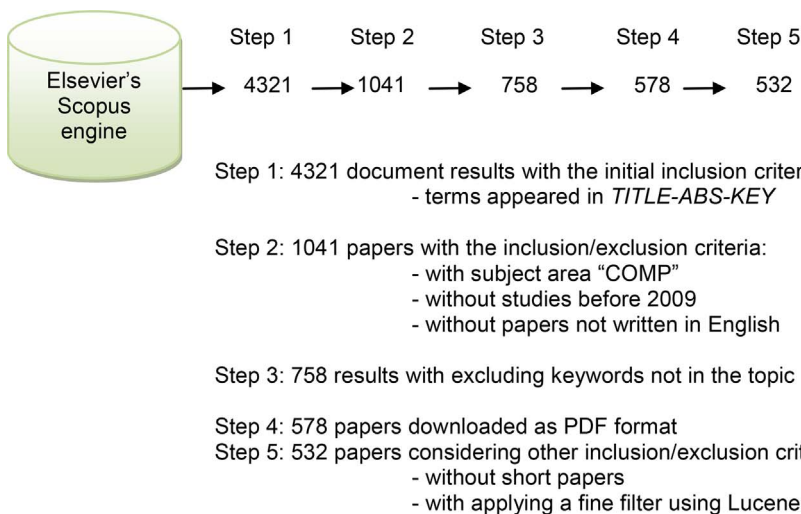 Step 1 Step 2 Step 3 Step 4 Step 5
Elsevier's
Scopus
engine
4321 1041 758 578 532
Step 1: 4321 document results with the initial inclusion
- terms appeared in TITLE-ABS-KEY
Step 2: 1041 papers with the inclusion/exclusion criteria:
- with subject area “COMP”
- without studies before 2009
- without papers not written in English
Step 3: 758 results with excluding keywords not in the topic
Step 4: 578 papers downloaded as PDF format
Step 5: 532 papers considering other inclusion/exclusion
- without short papers
- with applying a fine filter using Lucene